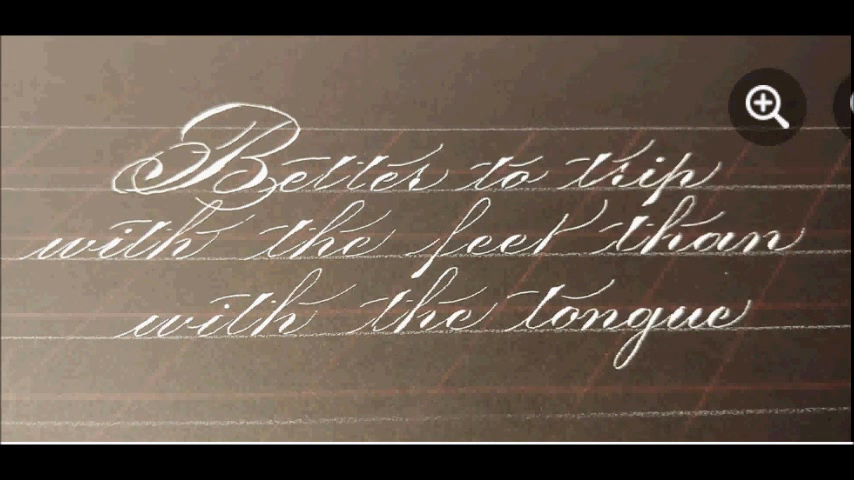 Better to trip
with the feet than
with the tongue